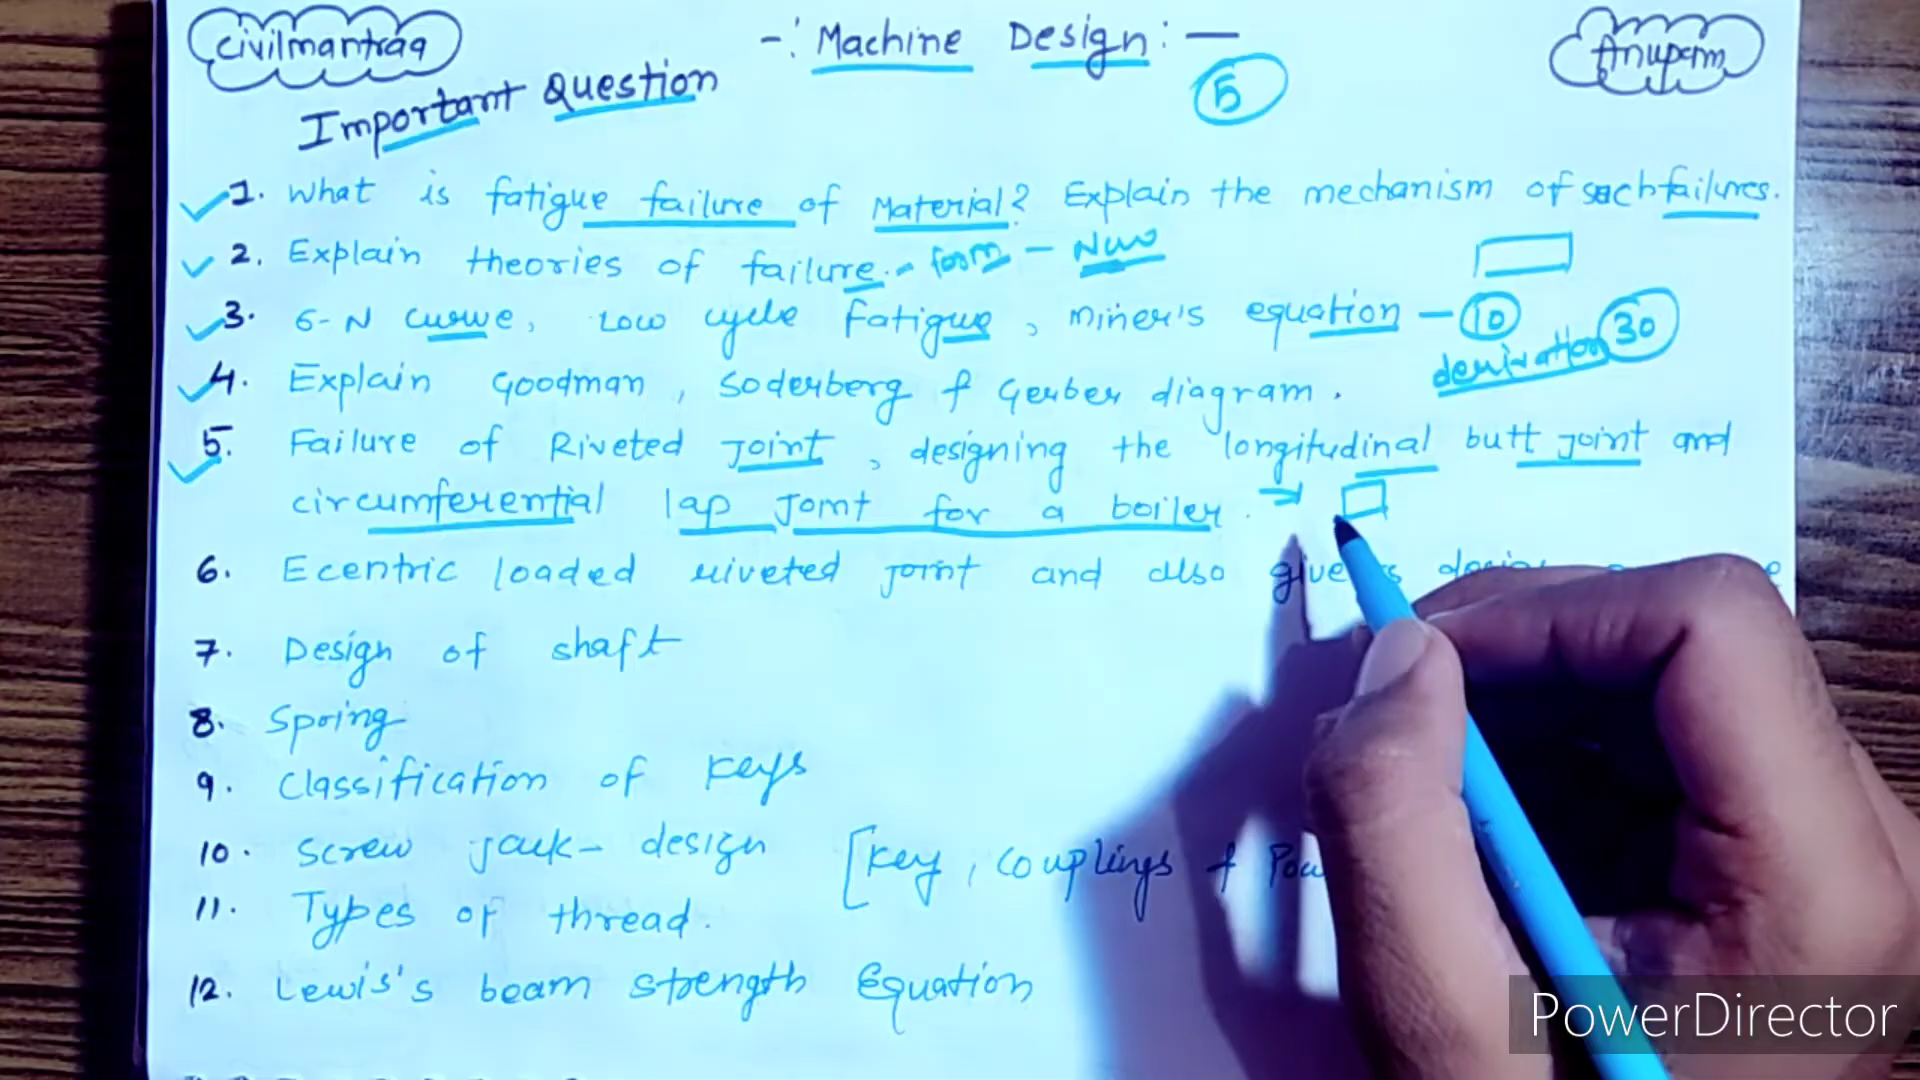 civilmantraa
-: Machine Design: -
Anupam
Important Question
5
1. What is fatigue failure of Material? Explain the mechanism of such failures.
2. Explain theories of failure. - form - Num
3. 6-N curve, Low cycle fatigue, Miner's equation - 10
derivation 30
4. Explain Goodman, Soderberg & Gerber diagram.
5. Failure of Riveted Joint, designing the longitudinal butt Joint and
circumferential lap Joint for a boiler.
6. Ecentric loaded riveted Joint and also give
7. Design of shaft
8. Spring
9. Classification of keys
10. Screw Jack- design [key, couplings &
11. Types of thread.
12. Lewis's beam strength Equation
PowerDirector